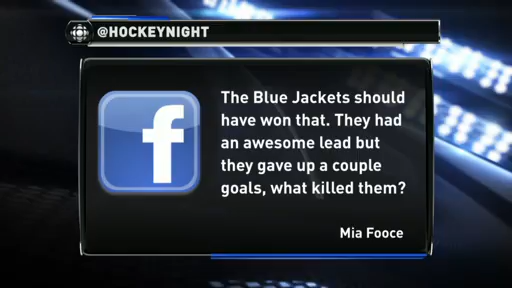 @HOCKEYNIGHT
The Blue Jackets should
have won that. They had
an awesome lead but
they gave up a couple
goals, what killed them?
Mia Fooce